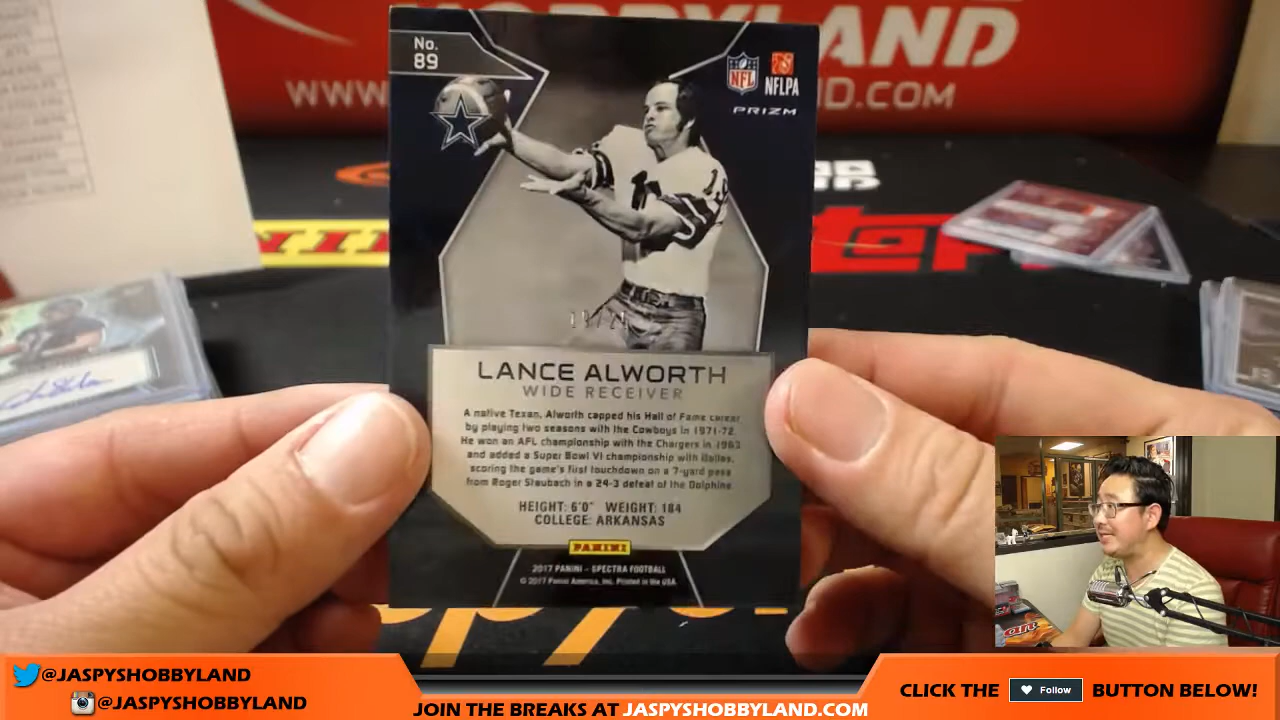 HOBBYLAND
No.
89
NFL
NFLPA
PRIZM
LANCE ALWORTH
WIDE RECEIVER
A native Texan, Alworth capped his Hall of Fame career
by playing two seasons with the Cowboys in 1971-72.
He won an AFL championship with the Chargers in 1963
and added a Super Bowl VI championship with Dallas,
scoring the game's first touchdown on a 7-yard pass
from Roger Staubach in a 24-3 defeat of the Dolphins
HEIGHT: 6'0" WEIGHT: 184
COLLEGE: ARKANSAS
PANINI
2017 PANINI - SPECTRA FOOTBALL
© 2017 Panini America, Inc. Printed in the USA.
@JASPYSHOBBYLAND
@JASPYSHOBBYLAND
JOIN THE BREAKS AT JASPYSHOBBYLAND.COM
CLICK THE Follow BUTTON BELOW!